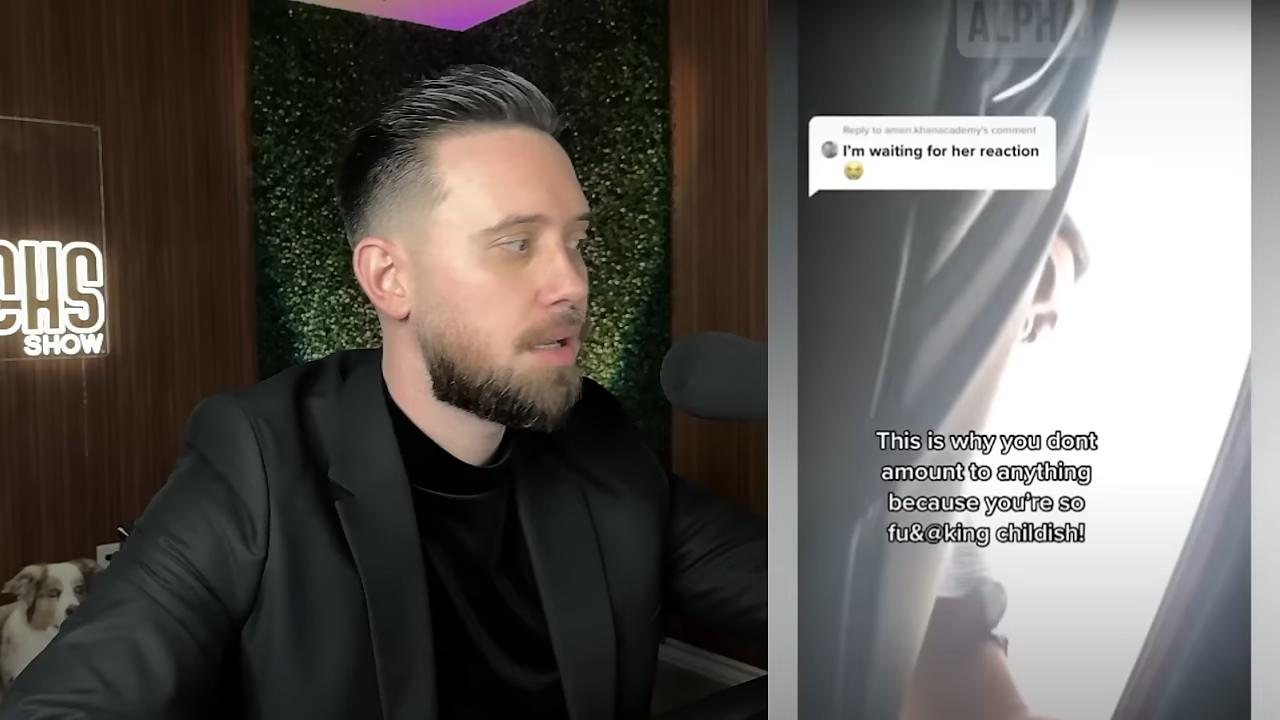 CHS
SHOW
ALPHA
Reply to amen.khanacademy's comment
I'm waiting for her reaction
😭
This is why you dont
amount to anything
because you're so
fu&@king childish!